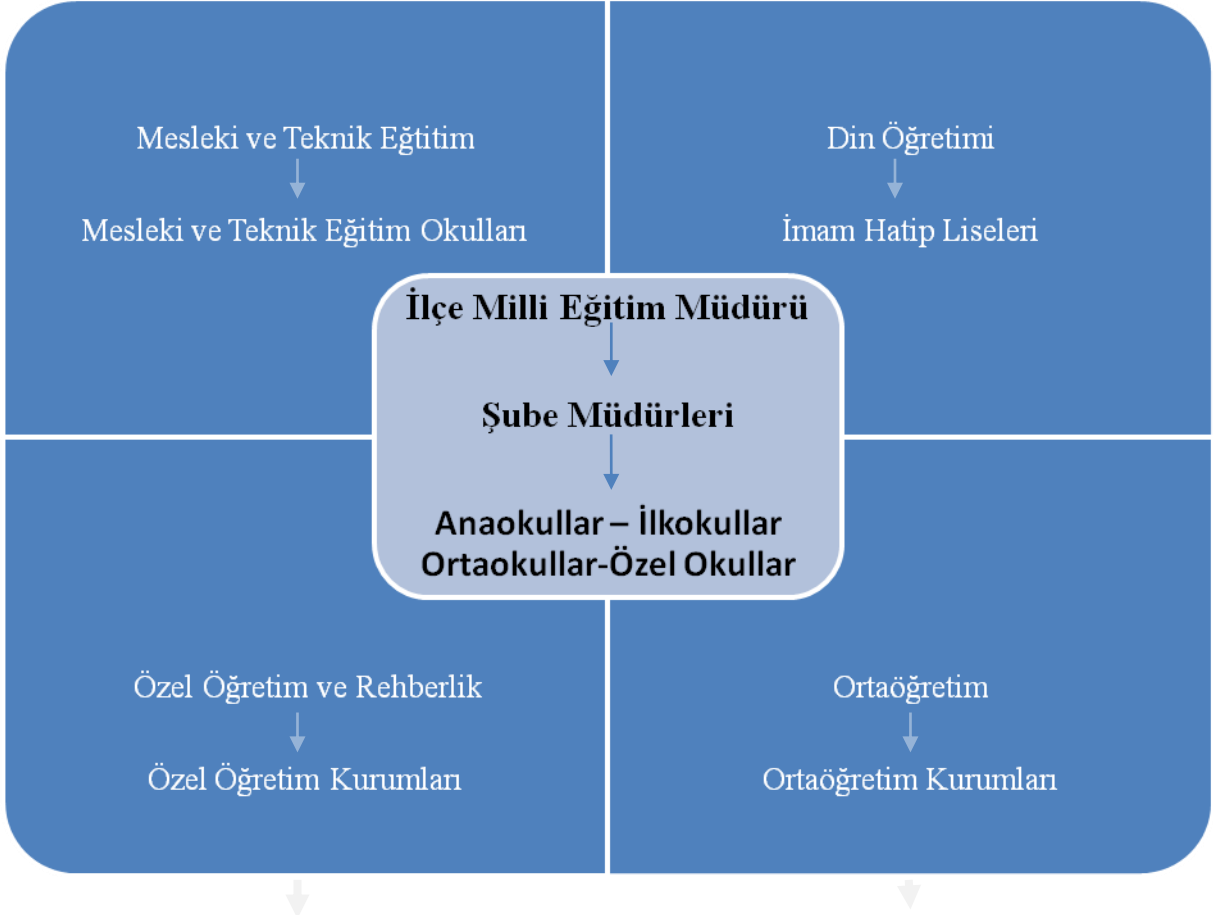 Mesleki ve Teknik Eğtitim
Mesleki ve Teknik Eğitim Okulları
Din Öğretimi
İmam Hatip Liseleri
İlçe Milli Eğitim Müdürü
Şube Müdürleri
Anaokullar – İlkokullar
Ortaokullar-Özel Okullar
Özel Öğretim ve Rehberlik
Özel Öğretim Kurumları
Ortaöğretim
Ortaöğretim Kurumları